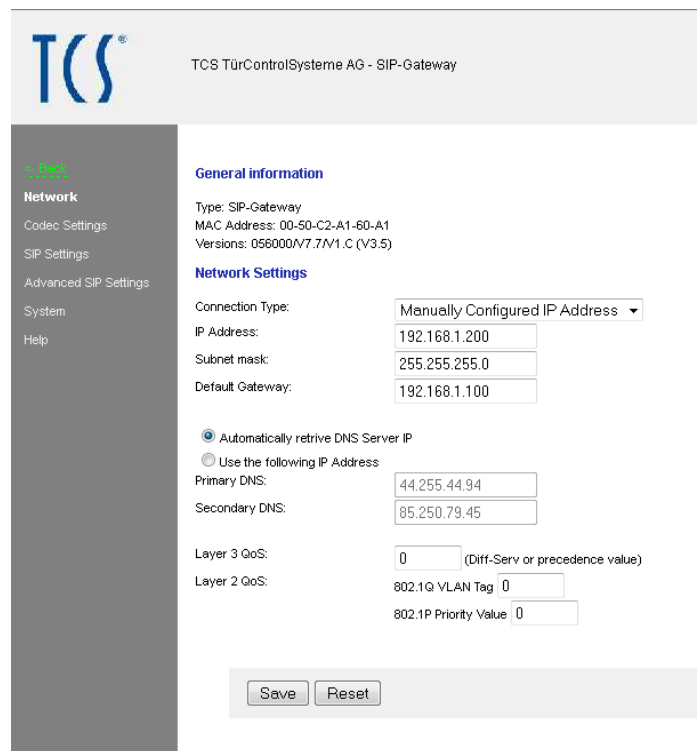 TCS®
TCS TürControlSysteme AG - SIP-Gateway
<- Back
Network
Codec Settings
SIP Settings
Advanced SIP Settings
System
Help
General information
Type: SIP-Gateway
MAC Address: 00-50-C2-A1-60-A1
Versions: 056000/V7.7/V1.C (V3.5)
Network Settings
Connection Type: Manually Configured IP Address
IP Address: 192.168.1.200
Subnet mask: 255.255.255.0
Default Gateway: 192.168.1.100
Automatically retrive DNS Server IP
Use the following IP Address
Primary DNS: 44.255.44.94
Secondary DNS: 85.250.79.45
Layer 3 QoS: 0 (Diff-Serv or precedence value)
Layer 2 QoS: 802.1Q VLAN Tag 0
802.1P Priority Value 0
Save Reset